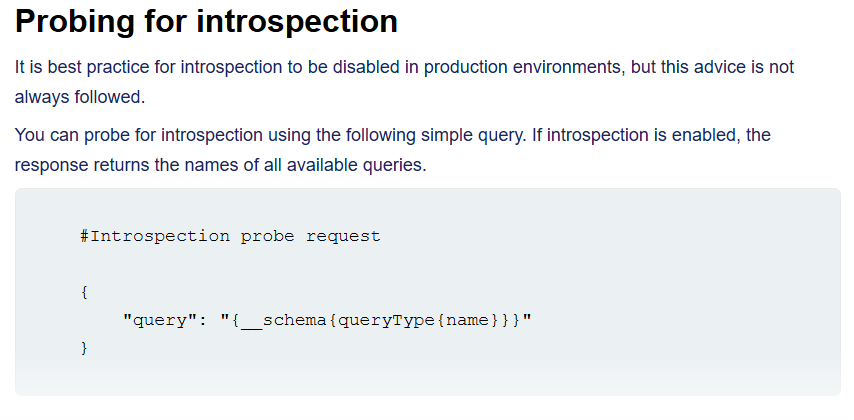 Probing for introspection
It is best practice for introspection to be disabled in production environments, but this advice is not
always followed.
You can probe for introspection using the following simple query. If introspection is enabled, the
response returns the names of all available queries.
#Introspection probe request
{
"query": "{__schema{queryType{name}}}"
}